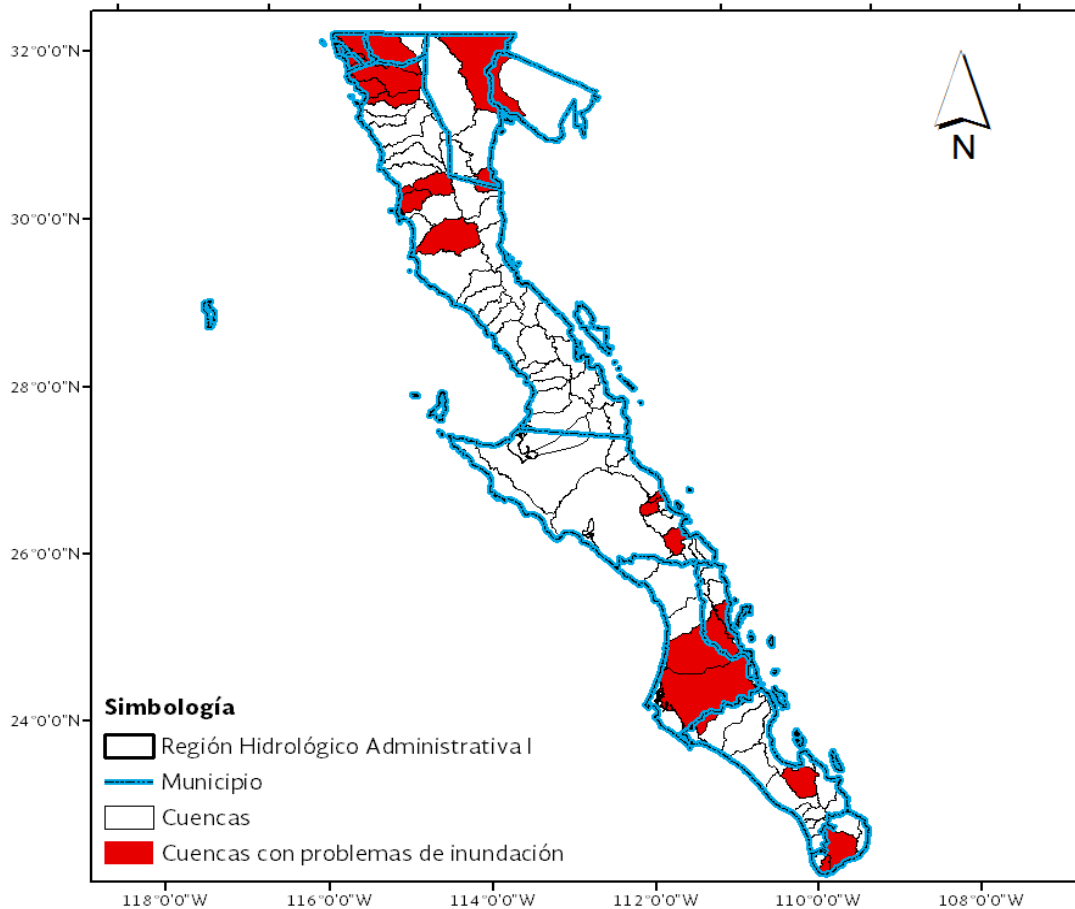 32°0'0"N
N
30°0'0"N
28°0'0"N
26°0'0"N
24°0'0"N
Simbología
Región Hidrológico Administrativa I
Municipio
Cuencas
Cuencas con problemas de inundación
118°0'0"W 116°0'0"W 114°0'0"W 112°0'0"W 110°0'0"W 108°0'0"W